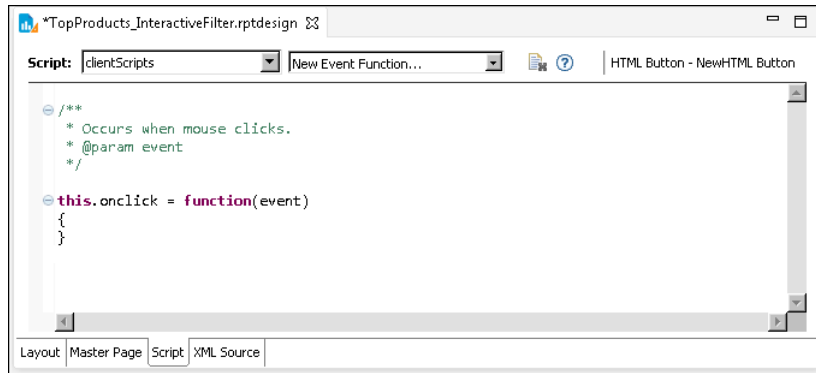 *TopProducts_InteractiveFilter.rptdesign
Script: clientScripts New Event Function... HTML Button - NewHTML Button
/**
* Occurs when mouse clicks.
* @param event
*/
this.onclick = function(event)
{
}
Layout Master Page Script XML Source